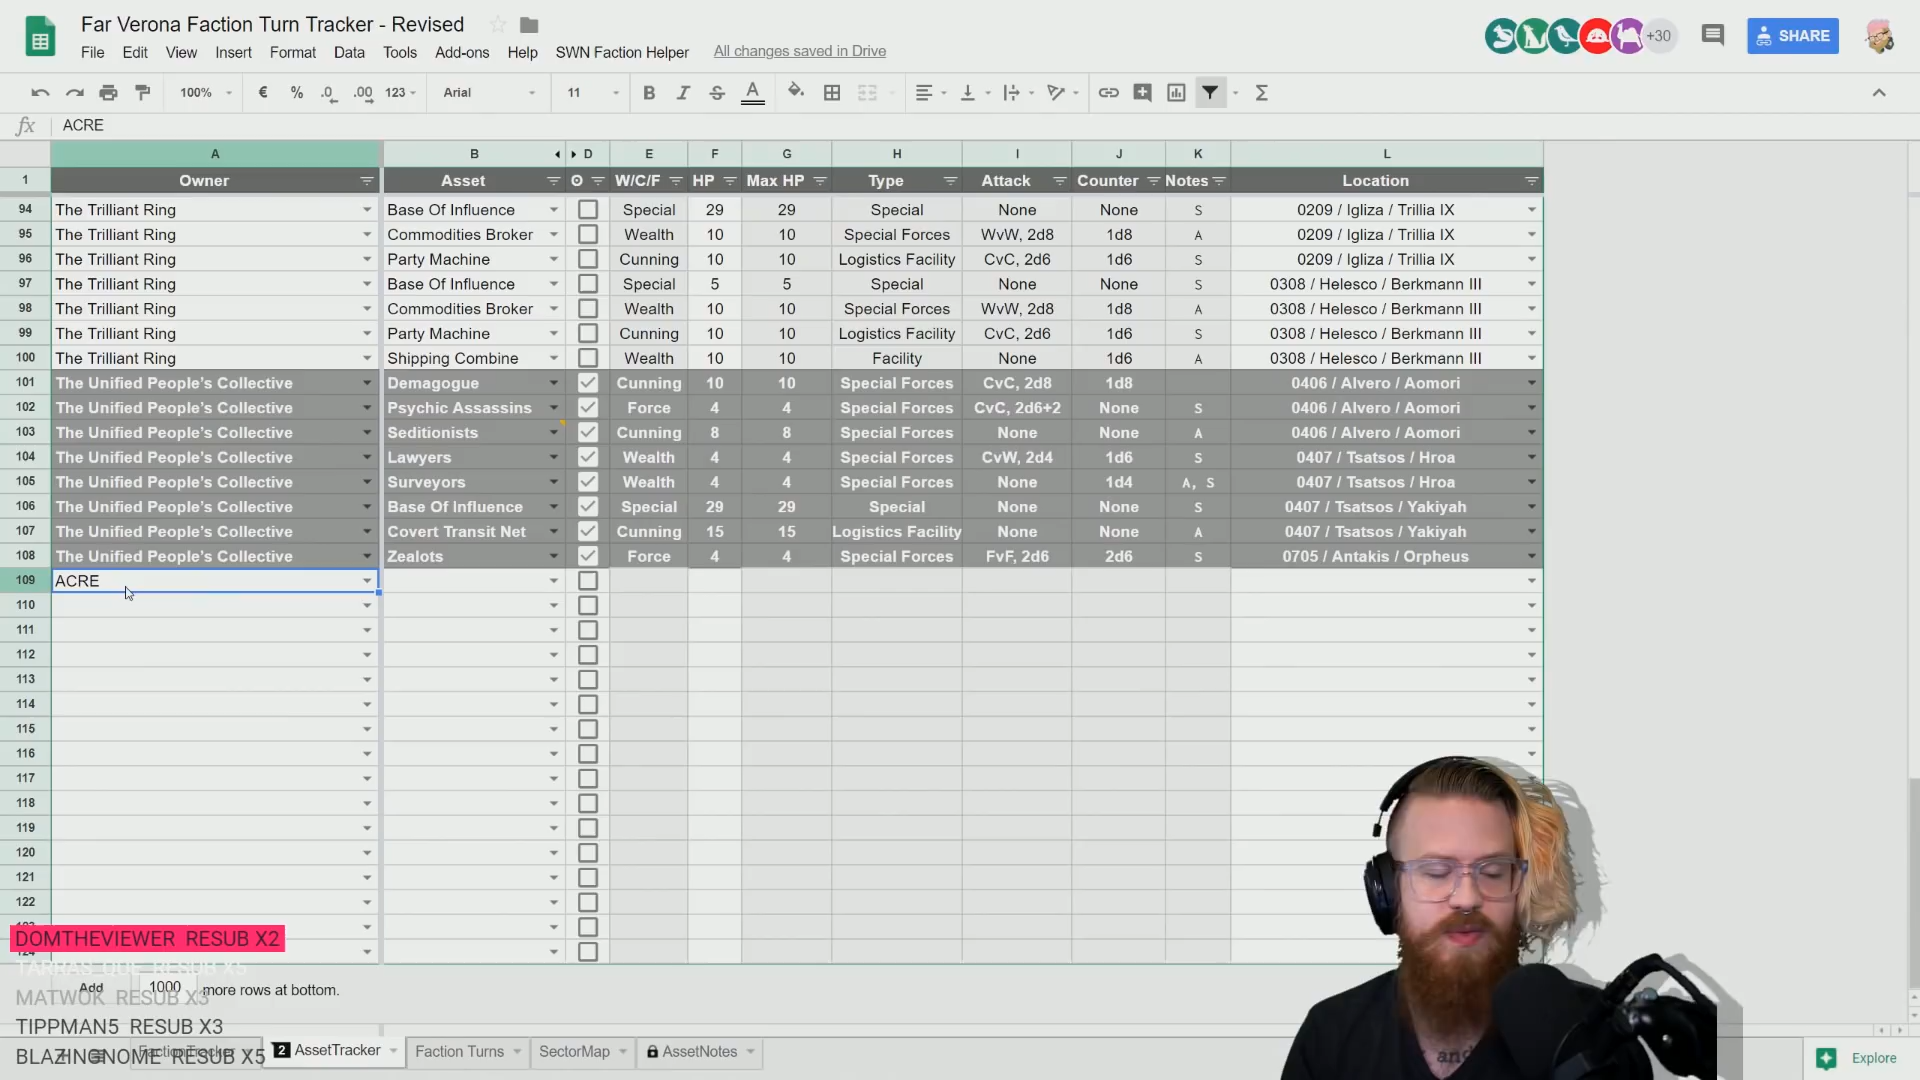 Far Verona Faction Turn Tracker - Revised
File Edit View Insert Format Data Tools Add-ons Help SWN Faction Helper All changes saved in Drive
+30
SHARE
100% € % .0 .00 123 Arial 11 B I S A
fx ACRE
A B D E F G H I J K L
1 Owner Asset ʘ W/C/F HP Max HP Type Attack Counter Notes Location
94 The Trilliant Ring Base Of Influence Special 29 29 Special None None S 0209 / Igliza / Trillia IX
95 The Trilliant Ring Commodities Broker Wealth 10 10 Special Forces WvW, 2d8 1d8 A 0209 / Igliza / Trillia IX
96 The Trilliant Ring Party Machine Cunning 10 10 Logistics Facility CvC, 2d6 1d6 S 0209 / Igliza / Trillia IX
97 The Trilliant Ring Base Of Influence Special 5 5 Special None None S 0308 / Helesco / Berkmann III
98 The Trilliant Ring Commodities Broker Wealth 10 10 Special Forces WvW, 2d8 1d8 A 0308 / Helesco / Berkmann III
99 The Trilliant Ring Party Machine Cunning 10 10 Logistics Facility CvC, 2d6 1d6 S 0308 / Helesco / Berkmann III
100 The Trilliant Ring Shipping Combine Wealth 10 10 Facility None 1d6 A 0308 / Helesco / Berkmann III
101 The Unified People's Collective Demagogue Cunning 10 10 Special Forces CvC, 2d8 1d8 0406 / Alvero / Aomori
102 The Unified People's Collective Psychic Assassins Force 4 4 Special Forces CvC, 2d6+2 None S 0406 / Alvero / Aomori
103 The Unified People's Collective Seditionists Cunning 8 8 Special Forces None None A 0406 / Alvero / Aomori
104 The Unified People's Collective Lawyers Wealth 4 4 Special Forces CvW, 2d4 1d6 S 0407 / Tsatsos / Hroa
105 The Unified People's Collective Surveyors Wealth 4 4 Special Forces None 1d4 A, S 0407 / Tsatsos / Hroa
106 The Unified People's Collective Base Of Influence Special 29 29 Special None None S 0407 / Tsatsos / Yakiyah
107 The Unified People's Collective Covert Transit Net Cunning 15 15 Logistics Facility None None A 0407 / Tsatsos / Yakiyah
108 The Unified People's Collective Zealots Force 4 4 Special Forces FvF, 2d6 2d6 S 0705 / Antakis / Orpheus
109 ACRE
110
111
112
113
114
115
116
117
118
119
120
121
122
DOMTHEVIEWER RESUB X2
TARRAS_QUE RESUB X5
Add 1000 more rows at bottom.
MATWOK RESUB X3
TIPPMAN5 RESUB X3
BLAZINGNOME RESUB X5
FactionTracker 2 AssetTracker Faction Turns SectorMap AssetNotes Explore